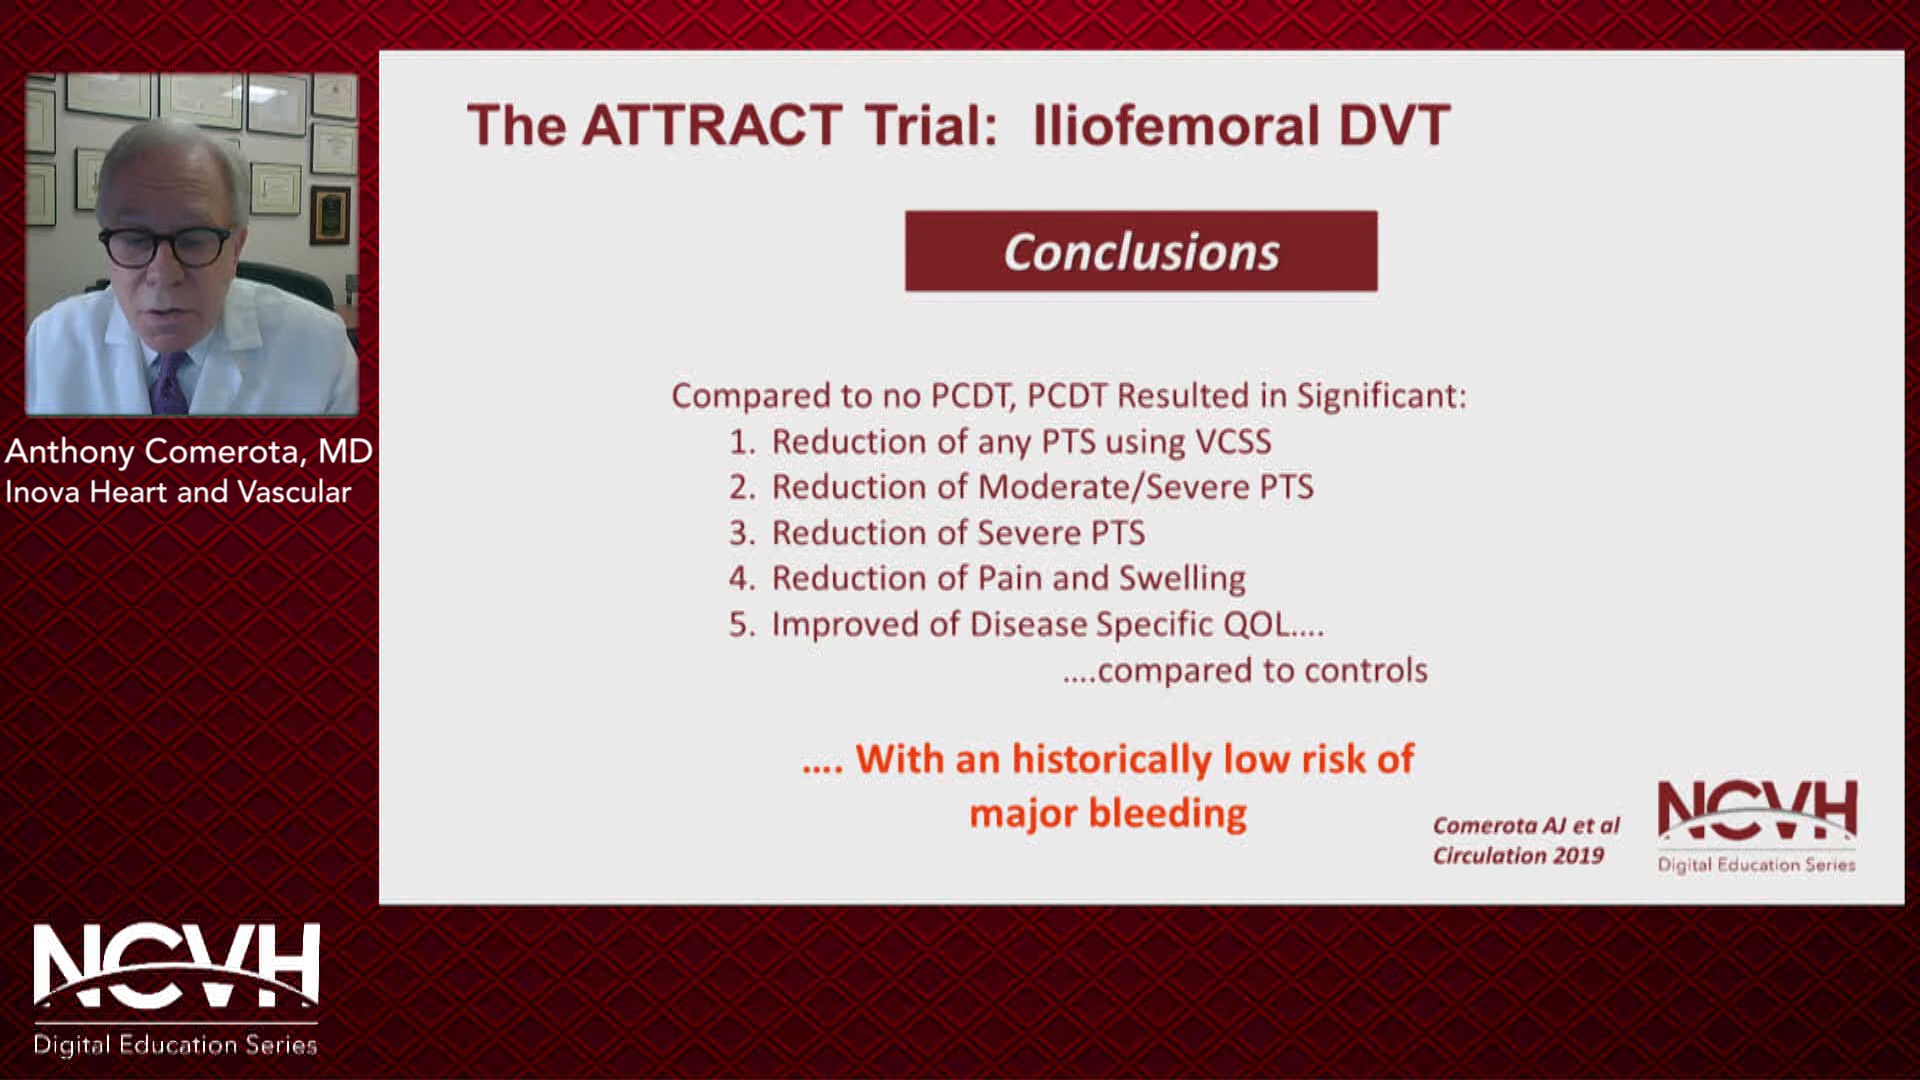 The ATTRACT Trial: Iliofemoral DVT
Conclusions
Compared to no PCDT, PCDT Resulted in Significant:
1. Reduction of any PTS using VCSS
2. Reduction of Moderate/Severe PTS
3. Reduction of Severe PTS
4. Reduction of Pain and Swelling
5. Improved of Disease Specific QOL....
....compared to controls
.... With an historically low risk of
major bleeding
Comerota AJ et al
Circulation 2019
NCVH
Digital Education Series
Anthony Comerota, MD
Inova Heart and Vascular
NCVH
Digital Education Series